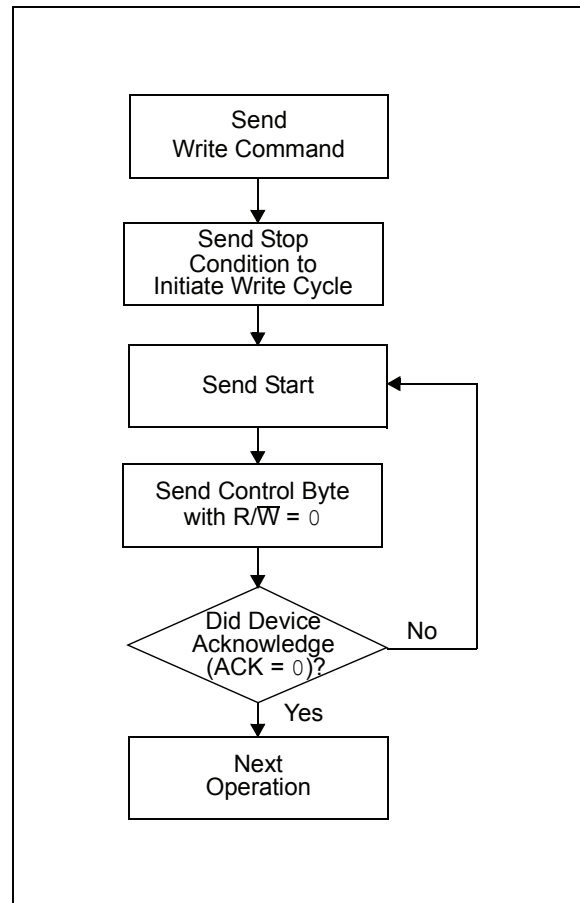 Send
Write Command
Send Stop
Condition to
Initiate Write Cycle
Send Start
Send Control Byte
with R/W̅ = 0
Did Device
Acknowledge
(ACK = 0)?
No
Yes
Next
Operation